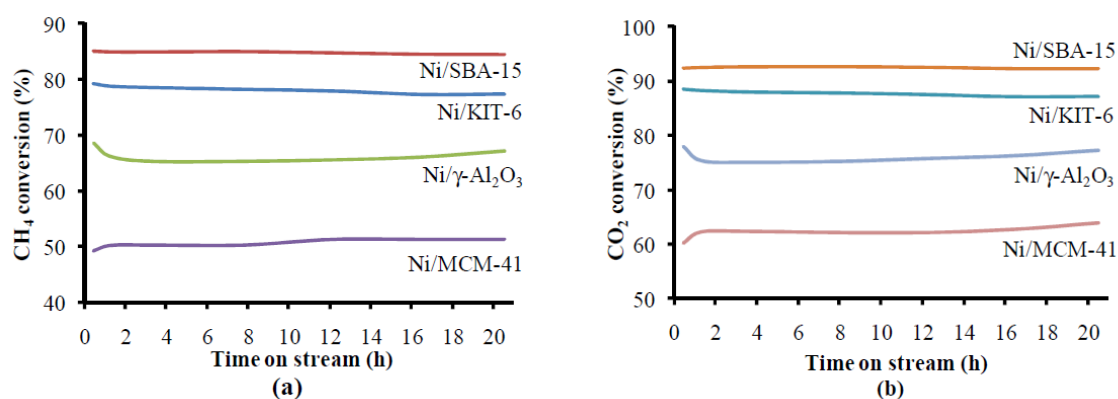 90
80
70
60
50
40
CH₄ conversion (%)
Ni/SBA-15
Ni/KIT-6
Ni/γ-Al₂O₃
Ni/MCM-41
0 2 4 6 8 10 12 14 16 18 20
Time on stream (h)
(a)
100
90
80
70
60
50
CO₂ conversion (%)
Ni/SBA-15
Ni/KIT-6
Ni/γ-Al₂O₃
Ni/MCM-41
0 2 4 6 8 10 12 14 16 18 20
Time on stream (h)
(b)